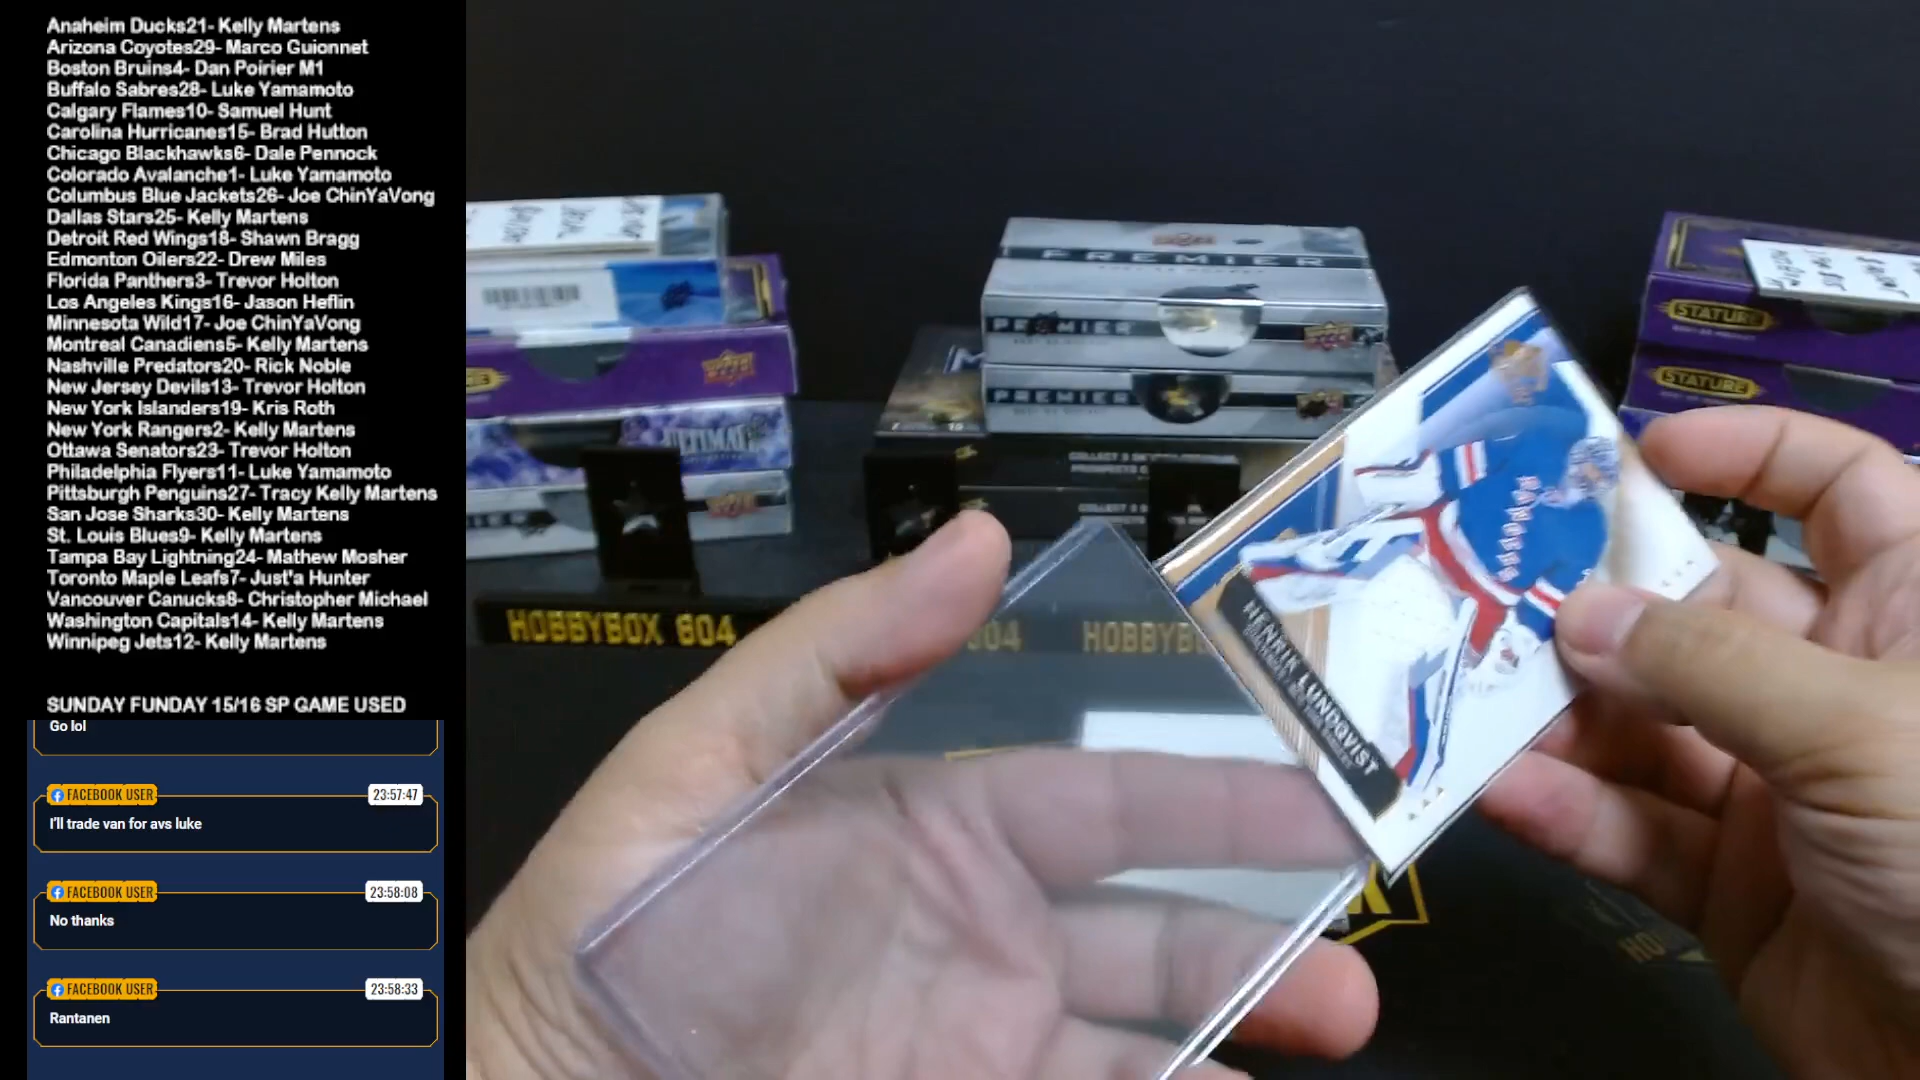 Anaheim Ducks21- Kelly Martens
Arizona Coyotes29- Marco Guionnet
Boston Bruins4- Dan Poirier M1
Buffalo Sabres28- Luke Yamamoto
Calgary Flames10- Samuel Hunt
Carolina Hurricanes15- Brad Hutton
Chicago Blackhawks6- Dale Pennock
Colorado Avalanche1- Luke Yamamoto
Columbus Blue Jackets26- Joe ChinYaVong
Dallas Stars25- Kelly Martens
Detroit Red Wings18- Shawn Bragg
Edmonton Oilers22- Drew Miles
Florida Panthers3- Trevor Holton
Los Angeles Kings16- Jason Heflin
Minnesota Wild17- Joe ChinYaVong
Montreal Canadiens5- Kelly Martens
Nashville Predators20- Rick Noble
New Jersey Devils13- Trevor Holton
New York Islanders19- Kris Roth
New York Rangers2- Kelly Martens
Ottawa Senators23- Trevor Holton
Philadelphia Flyers11- Luke Yamamoto
Pittsburgh Penguins27- Tracy Kelly Martens
San Jose Sharks30- Kelly Martens
St. Louis Blues9- Kelly Martens
Tampa Bay Lightning24- Mathew Mosher
Toronto Maple Leafs7- Just'a Hunter
Vancouver Canucks8- Christopher Michael
Washington Capitals14- Kelly Martens
Winnipeg Jets12- Kelly Martens
SUNDAY FUNDAY 15/16 SP GAME USED
Go lol
FACEBOOK USER 23:57:47
I'll trade van for avs luke
FACEBOOK USER 23:58:08
No thanks
FACEBOOK USER 23:58:33
Rantanen
PREMIER
PREMIER
PREMIER
STATURE
STATURE
ULTIMATE
HOBBYBOX 604
604
HOBBYB
RANGERS
HENRIK LUNDQVIST